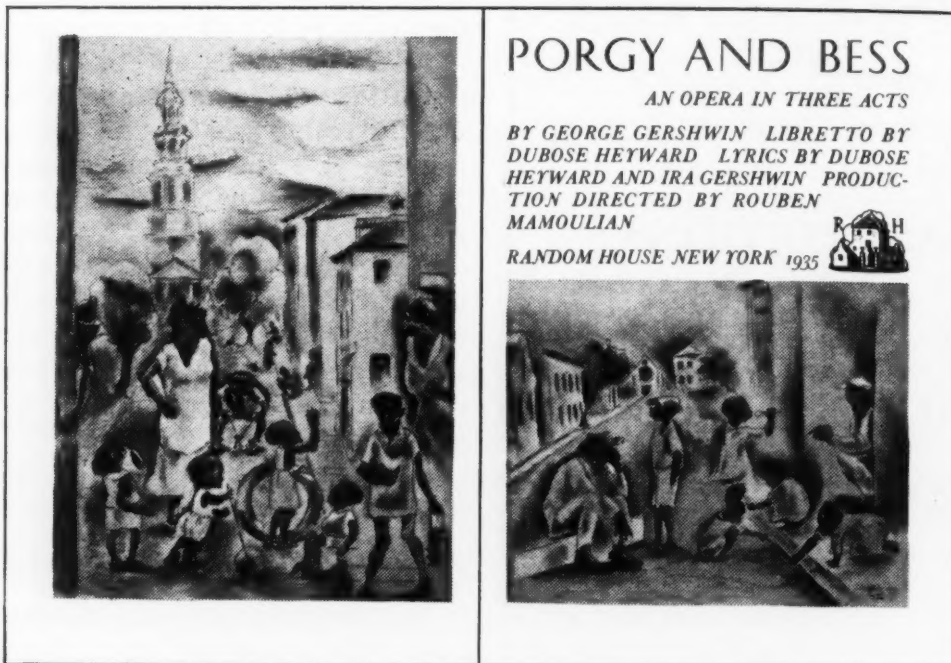 PORGY AND BESS
AN OPERA IN THREE ACTS
BY GEORGE GERSHWIN LIBRETTO BY
DUBOSE HEYWARD LYRICS BY DUBOSE
HEYWARD AND IRA GERSHWIN PRODUC-
TION DIRECTED BY ROUBEN
MAMOULIAN
R H
RANDOM HOUSE NEW YORK 1935